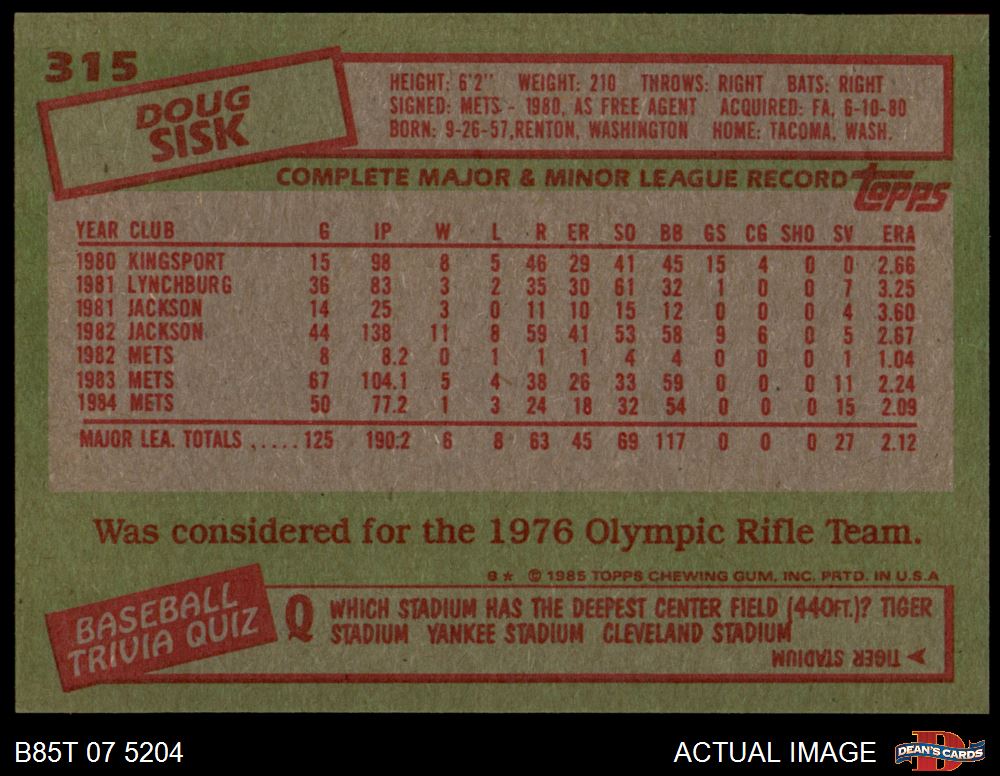 315
DOUG
SISK
HEIGHT: 6'2" WEIGHT: 210 THROWS: RIGHT BATS: RIGHT
SIGNED: METS - 1980, AS FREE AGENT ACQUIRED: FA, 6-10-80
BORN: 9-26-57, RENTON, WASHINGTON HOME: TACOMA, WASH.
COMPLETE MAJOR & MINOR LEAGUE RECORD topps
YEAR CLUB G IP W L R ER SO BB GS CG SHO SV ERA
1980 KINGSPORT 15 98 8 5 46 29 41 45 15 4 0 0 2.66
1981 LYNCHBURG 36 83 3 2 35 30 61 32 1 0 0 7 3.25
1981 JACKSON 14 25 3 0 11 10 15 12 0 0 0 4 3.60
1982 JACKSON 44 138 11 8 59 41 53 58 9 6 0 5 2.67
1982 METS 8 8.2 0 1 1 1 4 4 0 0 0 1 1.04
1983 METS 67 104.1 5 4 38 26 33 59 0 0 0 11 2.24
1984 METS 50 77.2 1 3 24 18 32 54 0 0 0 15 2.09
MAJOR LEA. TOTALS ..... 125 190.2 6 8 63 45 69 117 0 0 0 27 2.12
Was considered for the 1976 Olympic Rifle Team.
8★ © 1985 TOPPS CHEWING GUM, INC. PRTD. IN U.S.A
BASEBALL
TRIVIA QUIZ
Q WHICH STADIUM HAS THE DEEPEST CENTER FIELD (440FT.)? TIGER
STADIUM YANKEE STADIUM CLEVELAND STADIUM
TIGER STADIUM
B85T 07 5204 ACTUAL IMAGE DEAN'S CARDS